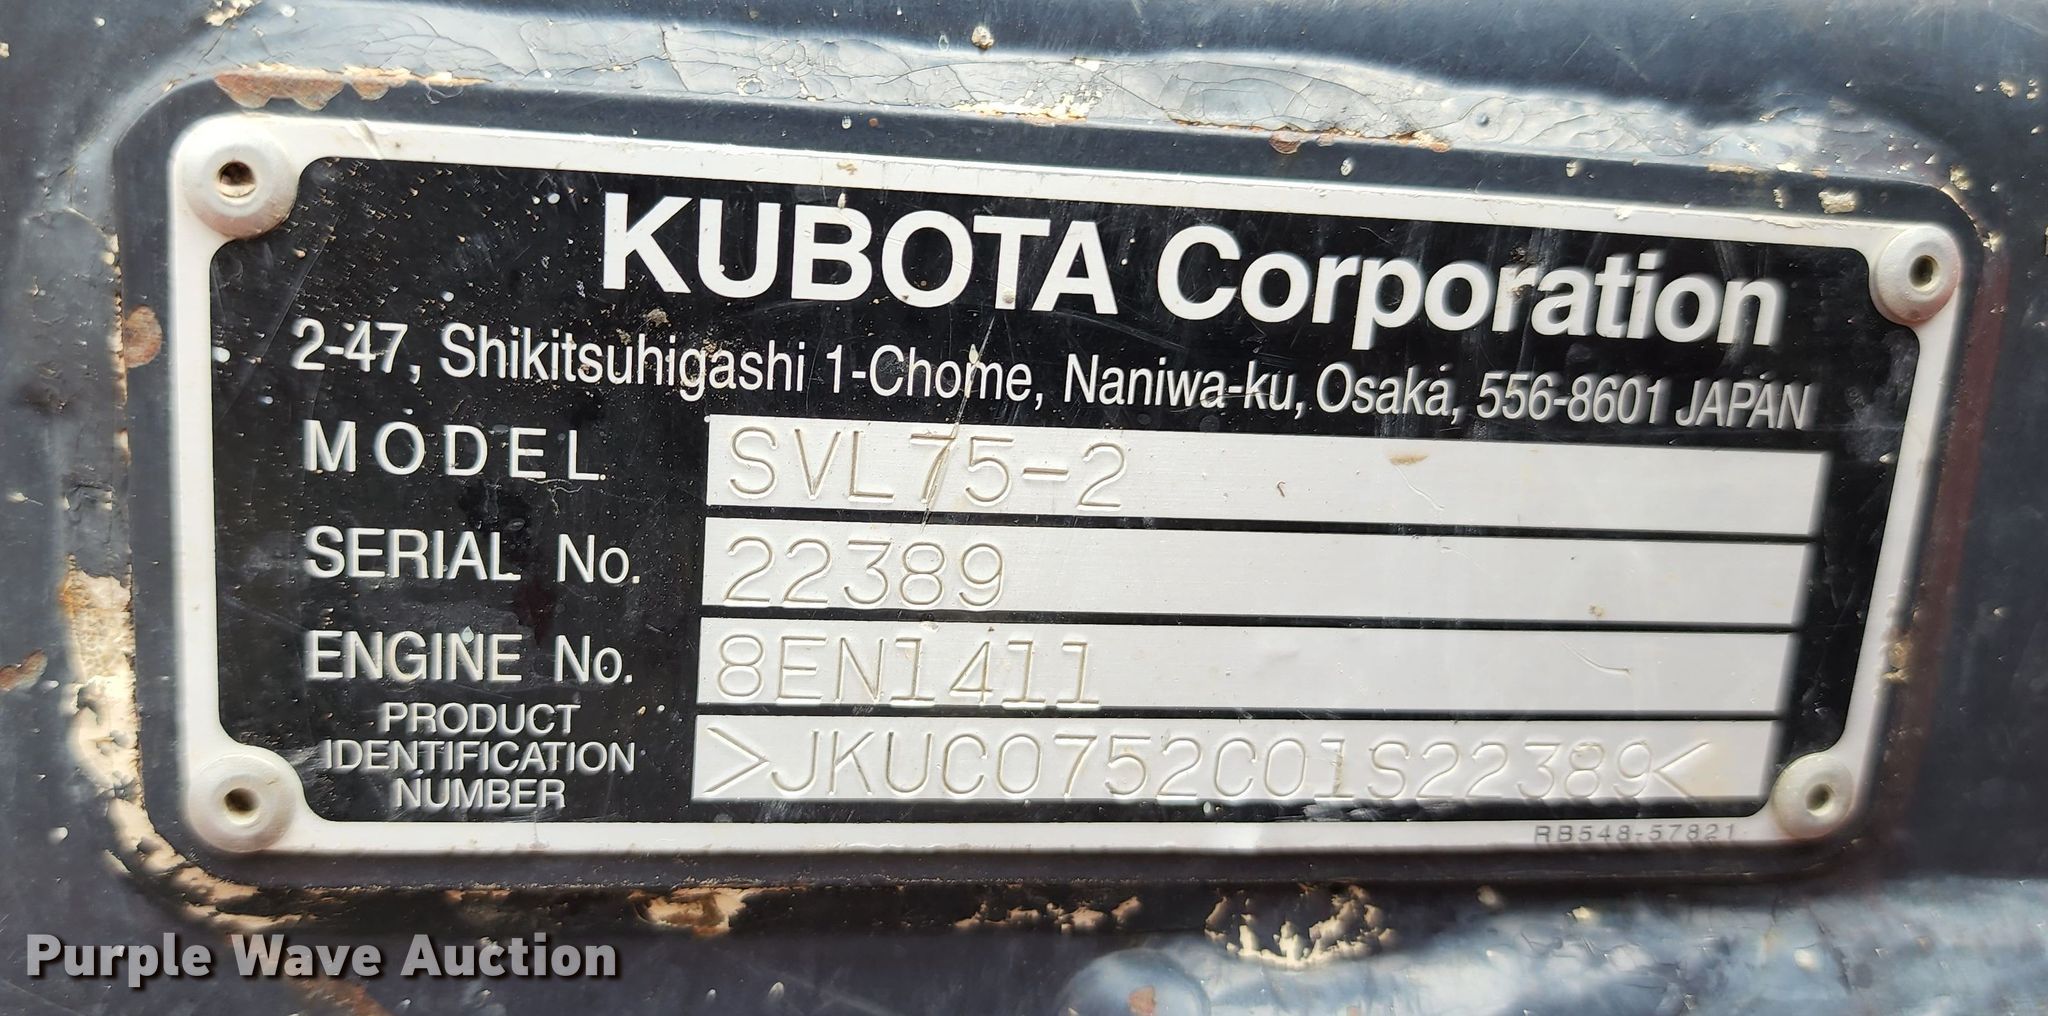 KUBOTA Corporation
2-47, Shikitsuhigashi 1-Chome, Naniwa-ku, Osaka, 556-8601 JAPAN
MODEL SVL75-2
SERIAL No. 22389
ENGINE No. 8EN1411
PRODUCT
IDENTIFICATION
NUMBER
>JKUC0752C01S22389<
RB548-57821
Purple Wave Auction